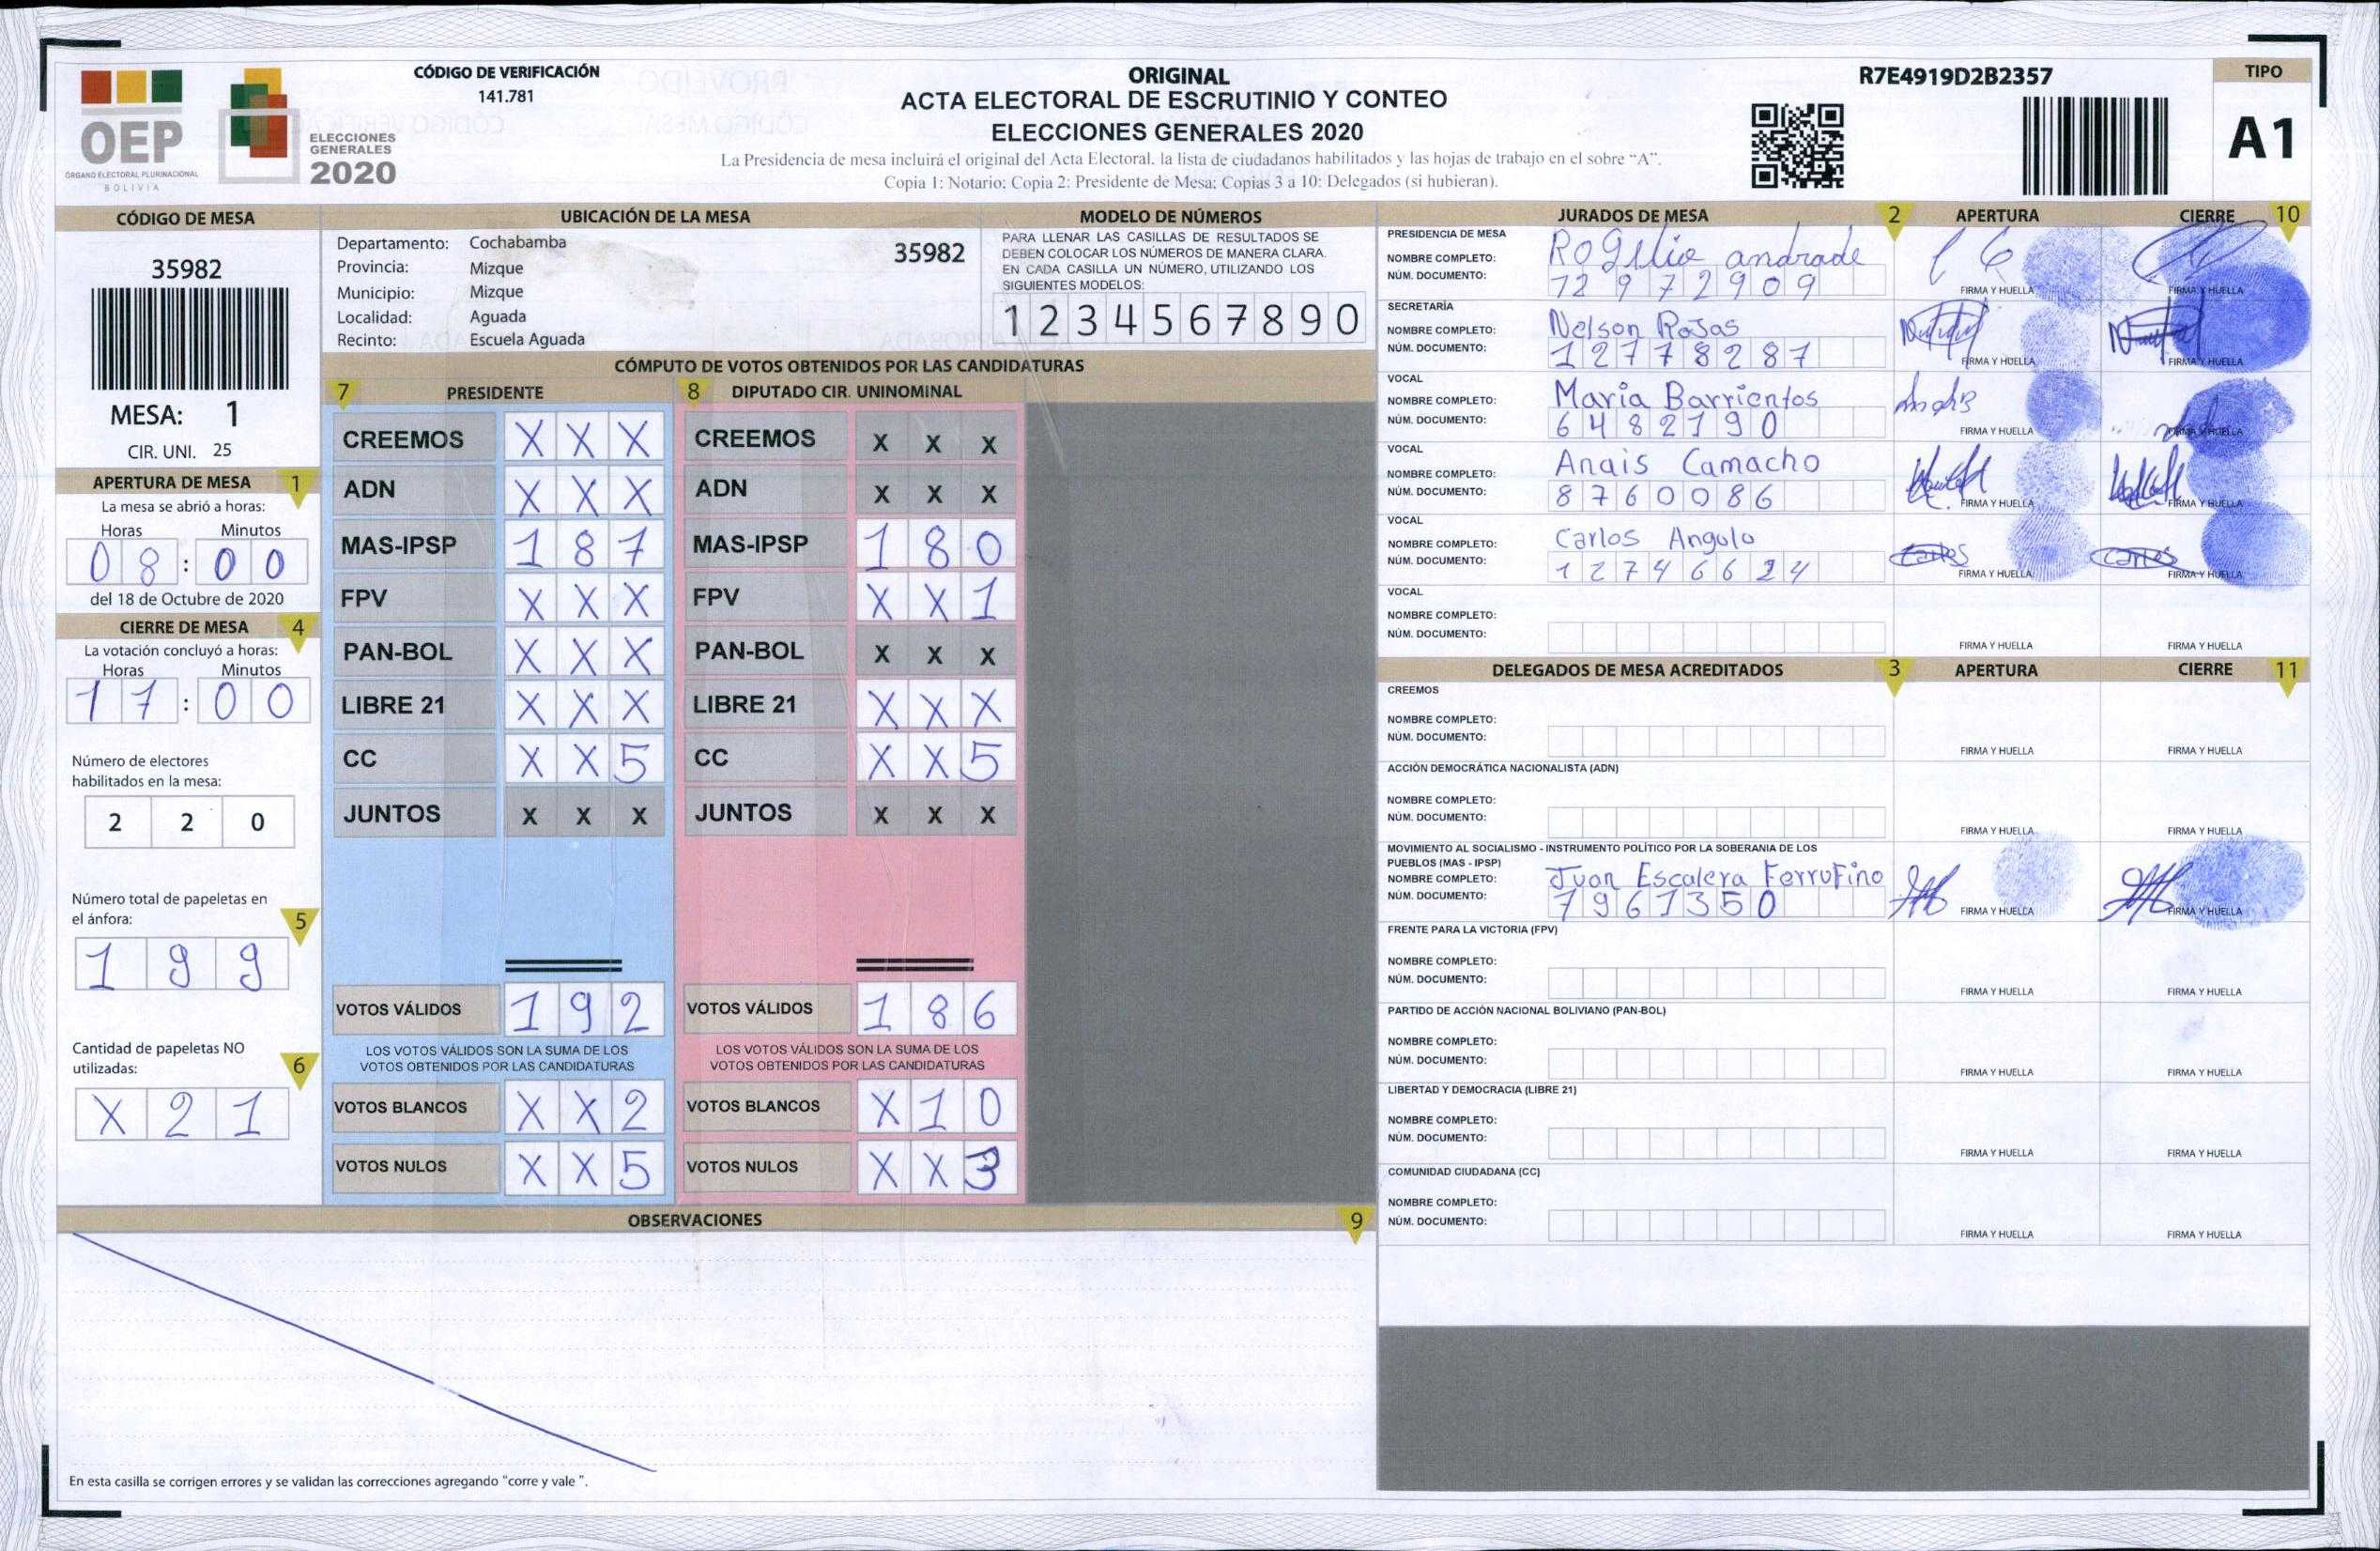 OEP
ÓRGANO ELECTORAL PLURINACIONAL
BOLIVIA
ELECCIONES
GENERALES
2020
CÓDIGO DE VERIFICACIÓN
141.781
ORIGINAL
ACTA ELECTORAL DE ESCRUTINIO Y CONTEO
ELECCIONES GENERALES 2020
La Presidencia de mesa incluirá el original del Acta Electoral, la lista de ciudadanos habilitados y las hojas de trabajo en el sobre “A”.
Copia 1: Notario; Copia 2: Presidente de Mesa; Copias 3 a 10: Delegados (si hubieran).
R7E4919D2B2357
TIPO
A1
CÓDIGO DE MESA
35982
MESA: 1
CIR. UNI. 25
APERTURA DE MESA 1
La mesa se abrió a horas:
Horas Minutos
08:00
del 18 de Octubre de 2020
CIERRE DE MESA 4
La votación concluyó a horas:
Horas Minutos
17:00
Número de electores
habilitados en la mesa:
2 2 0
Número total de papeletas en
el ánfora: 5
1 9 9
Cantidad de papeletas NO
utilizadas: 6
X 2 1
UBICACIÓN DE LA MESA
Departamento: Cochabamba 35982
Provincia: Mizque
Municipio: Mizque
Localidad: Aguada
Recinto: Escuela Aguada
MODELO DE NÚMEROS
PARA LLENAR LAS CASILLAS DE RESULTADOS SE
DEBEN COLOCAR LOS NÚMEROS DE MANERA CLARA.
EN CADA CASILLA UN NÚMERO, UTILIZANDO LOS
SIGUIENTES MODELOS:
1 2 3 4 5 6 7 8 9 0
CÓMPUTO DE VOTOS OBTENIDOS POR LAS CANDIDATURAS
7 PRESIDENTE 8 DIPUTADO CIR. UNINOMINAL
CREEMOS X X X CREEMOS X X X
ADN X X X ADN X X X
MAS-IPSP 1 8 7 MAS-IPSP 1 8 0
FPV X X X FPV X X 1
PAN-BOL X X X PAN-BOL X X X
LIBRE 21 X X X LIBRE 21 X X X
CC X X 5 CC X X 5
JUNTOS X X X JUNTOS X X X
VOTOS VÁLIDOS 1 9 2 VOTOS VÁLIDOS 1 8 6
LOS VOTOS VÁLIDOS SON LA SUMA DE LOS LOS VOTOS VÁLIDOS SON LA SUMA DE LOS
VOTOS OBTENIDOS POR LAS CANDIDATURAS VOTOS OBTENIDOS POR LAS CANDIDATURAS
VOTOS BLANCOS X X 2 VOTOS BLANCOS X 1 0
VOTOS NULOS X X 5 VOTOS NULOS X X 3
OBSERVACIONES 9
En esta casilla se corrigen errores y se validan las correcciones agregando “corre y vale ”.
JURADOS DE MESA 2 APERTURA CIERRE 10
PRESIDENCIA DE MESA
NOMBRE COMPLETO: Rogelio andrade
NÚM. DOCUMENTO: 12972909
FIRMA Y HUELLA FIRMA Y HUELLA
SECRETARÍA
NOMBRE COMPLETO: Nelson Rojas
NÚM. DOCUMENTO: 12778287
FIRMA Y HUELLA FIRMA Y HUELLA
VOCAL
NOMBRE COMPLETO: Maria Barrientos
NÚM. DOCUMENTO: 6482190
FIRMA Y HUELLA FIRMA Y HUELLA
VOCAL
NOMBRE COMPLETO: Anais Camacho
NÚM. DOCUMENTO: 8760086
FIRMA Y HUELLA FIRMA Y HUELLA
VOCAL
NOMBRE COMPLETO: Carlos Angulo
NÚM. DOCUMENTO: 12746624
Carlos Carlos
FIRMA Y HUELLA FIRMA Y HUELLA
VOCAL
NOMBRE COMPLETO:
NÚM. DOCUMENTO:
FIRMA Y HUELLA FIRMA Y HUELLA
DELEGADOS DE MESA ACREDITADOS 3 APERTURA CIERRE 11
CREEMOS
NOMBRE COMPLETO:
NÚM. DOCUMENTO:
FIRMA Y HUELLA FIRMA Y HUELLA
ACCIÓN DEMOCRÁTICA NACIONALISTA (ADN)
NOMBRE COMPLETO:
NÚM. DOCUMENTO:
FIRMA Y HUELLA FIRMA Y HUELLA
MOVIMIENTO AL SOCIALISMO - INSTRUMENTO POLÍTICO POR LA SOBERANIA DE LOS
PUEBLOS (MAS - IPSP)
NOMBRE COMPLETO: Juan Escalera Ferrufino
NÚM. DOCUMENTO: 7961350
FIRMA Y HUELLA FIRMA Y HUELLA
FRENTE PARA LA VICTORIA (FPV)
NOMBRE COMPLETO:
NÚM. DOCUMENTO:
FIRMA Y HUELLA FIRMA Y HUELLA
PARTIDO DE ACCIÓN NACIONAL BOLIVIANO (PAN-BOL)
NOMBRE COMPLETO:
NÚM. DOCUMENTO:
FIRMA Y HUELLA FIRMA Y HUELLA
LIBERTAD Y DEMOCRACIA (LIBRE 21)
NOMBRE COMPLETO:
NÚM. DOCUMENTO:
FIRMA Y HUELLA FIRMA Y HUELLA
COMUNIDAD CIUDADANA (CC)
NOMBRE COMPLETO:
NÚM. DOCUMENTO:
FIRMA Y HUELLA FIRMA Y HUELLA